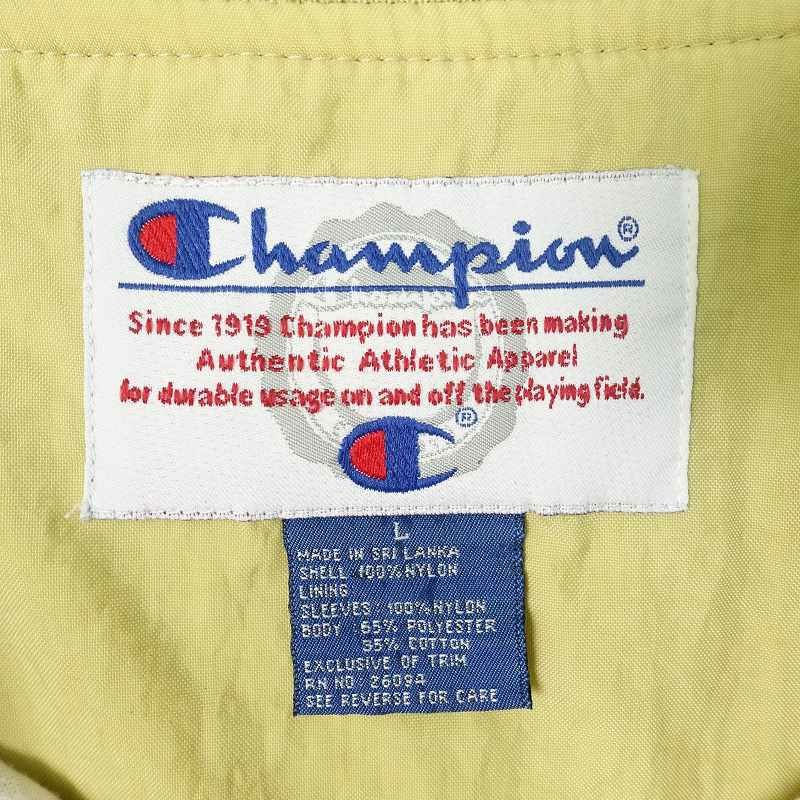 Champion®
Since 1919 Champion has been making
Authentic Athletic Apparel
for durable usage on and off the playing field.
®
L
MADE IN SRI LANKA
SHELL 100% NYLON
LINING
SLEEVES 100% NYLON
BODY 65% POLYESTER
35% COTTON
EXCLUSIVE OF TRIM
RN NO 26094
SEE REVERSE FOR CARE